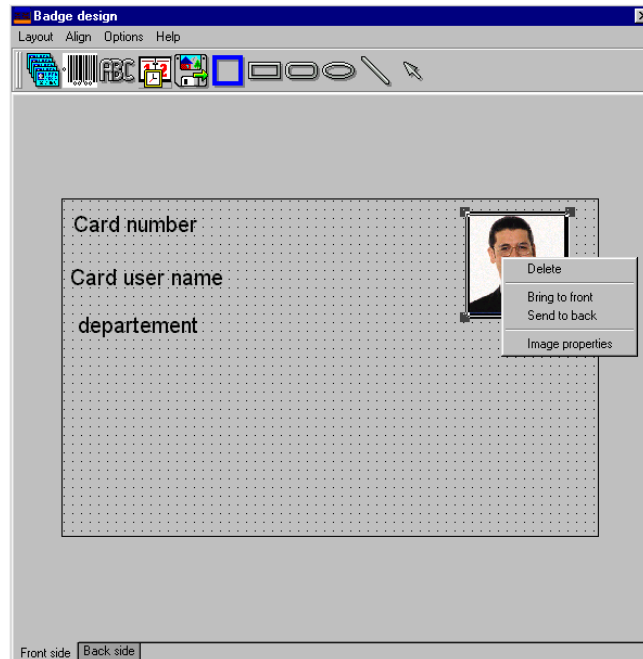 Badge design
Layout Align Options Help
ABC
Card number
Card user name
departement
Delete
Bring to front
Send to back
Image properties
Front side Back side